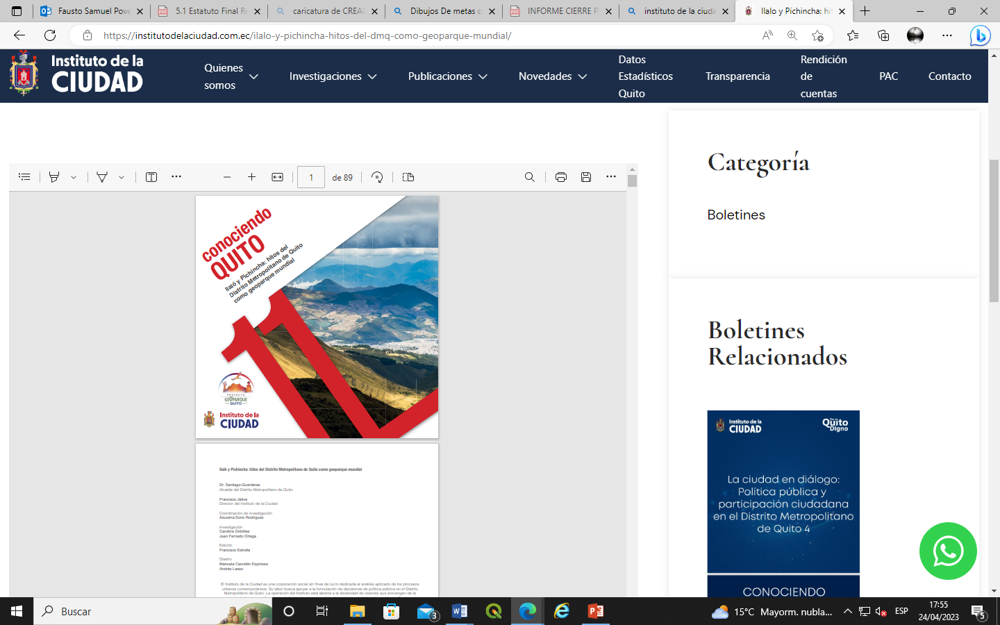 Fausto Samuel Pove
5.1 Estatuto Final R
caricatura de CREAC
Dibujos De metas c
INFORME CIERRE P
instituto de la ciuda
Ilalo y Pichincha: hi
https://institutodelaciudad.com.ec/ilalo-y-pichincha-hitos-del-dmq-como-geoparque-mundial/
Instituto de la
CIUDAD
Quienes
somos
Investigaciones
Publicaciones
Novedades
Datos
Estadísticos
Quito
Transparencia
Rendición
de
cuentas
PAC
Contacto
1 de 89
conociendo
QUITO
Ilaló y Pichincha: hitos del
Distrito Metropolitano de Quito
como geoparque mundial
11
PROYECTO
GEOPARQUE
QUITO
Instituto de la
CIUDAD
Ilaló y Pichincha: hitos del Distrito Metropolitano de Quito como geoparque mundial
Dr. Santiago Guarderas
Alcalde del Distrito Metropolitano de Quito
Francisco Játiva
Director del Instituto de la Ciudad
Coordinación de investigación
Azucena Sono Rodríguez
Investigación
Carolina Ordóñez
Juan Fernado Ortega
Edición
Francisco Estrella
Diseño
Manuela Carcelén Espinosa
Andrés Lasso
El Instituto de la Ciudad es una corporación social sin fines de lucro dedicada al análisis aplicado de los procesos
urbanos contemporáneos. Su labor busca apoyar a la formulación de decisiones de política pública en el Distrito
Metropolitano de Quito. La operación del Instituto está abierta a la diversidad de visiones que provengan de la
Categoría
Boletines
Boletines
Relacionados
Instituto de la
CIUDAD
Quito
Digno
La ciudad en diálogo:
Política pública y
participación ciudadana
en el Distrito Metropolitano
de Quito 4
CONOCIENDO
Buscar
3
15°C Mayorm. nubla...
ESP
17:55
24/04/2023
5